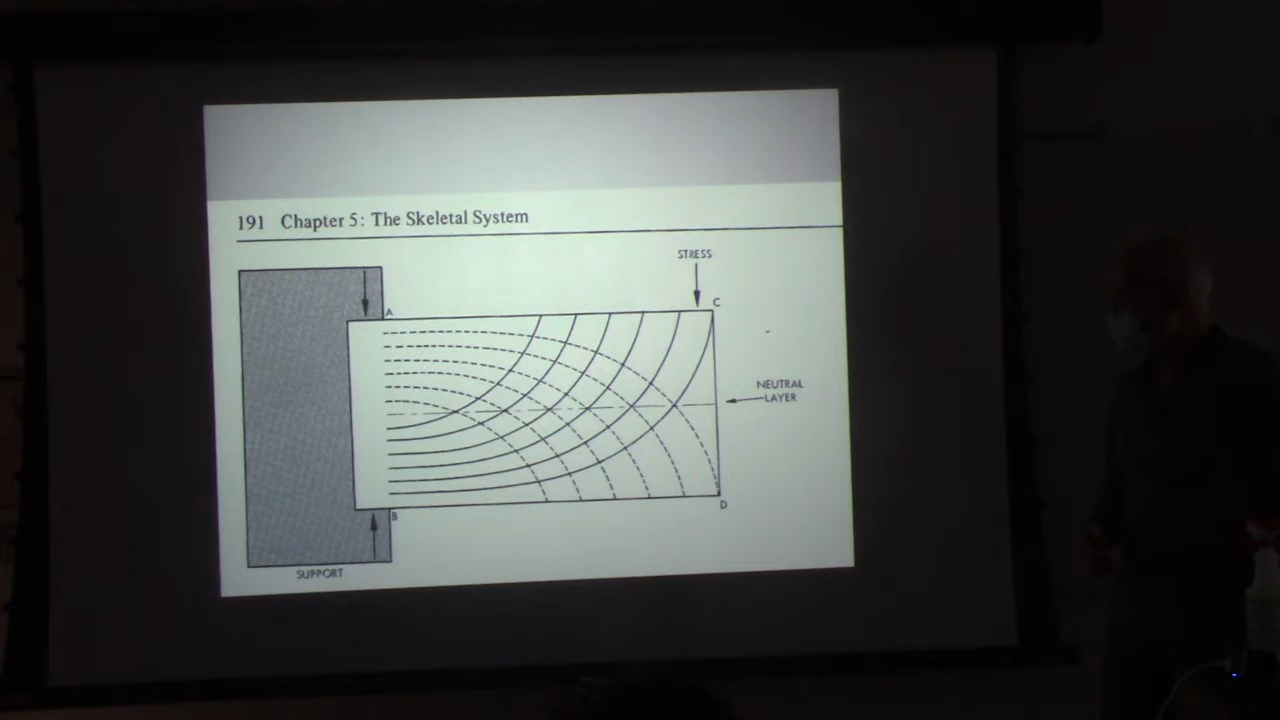 191 Chapter 5: The Skeletal System
STRESS
A
C
NEUTRAL
LAYER
B
D
SUPPORT